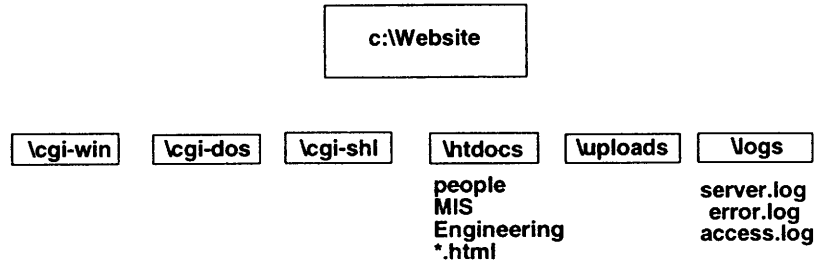 c:\Website
\cgi-win
\cgi-dos
\cgi-shl
\htdocs
\uploads
\logs
people
MIS
Engineering
*.html
server.log
error.log
access.log